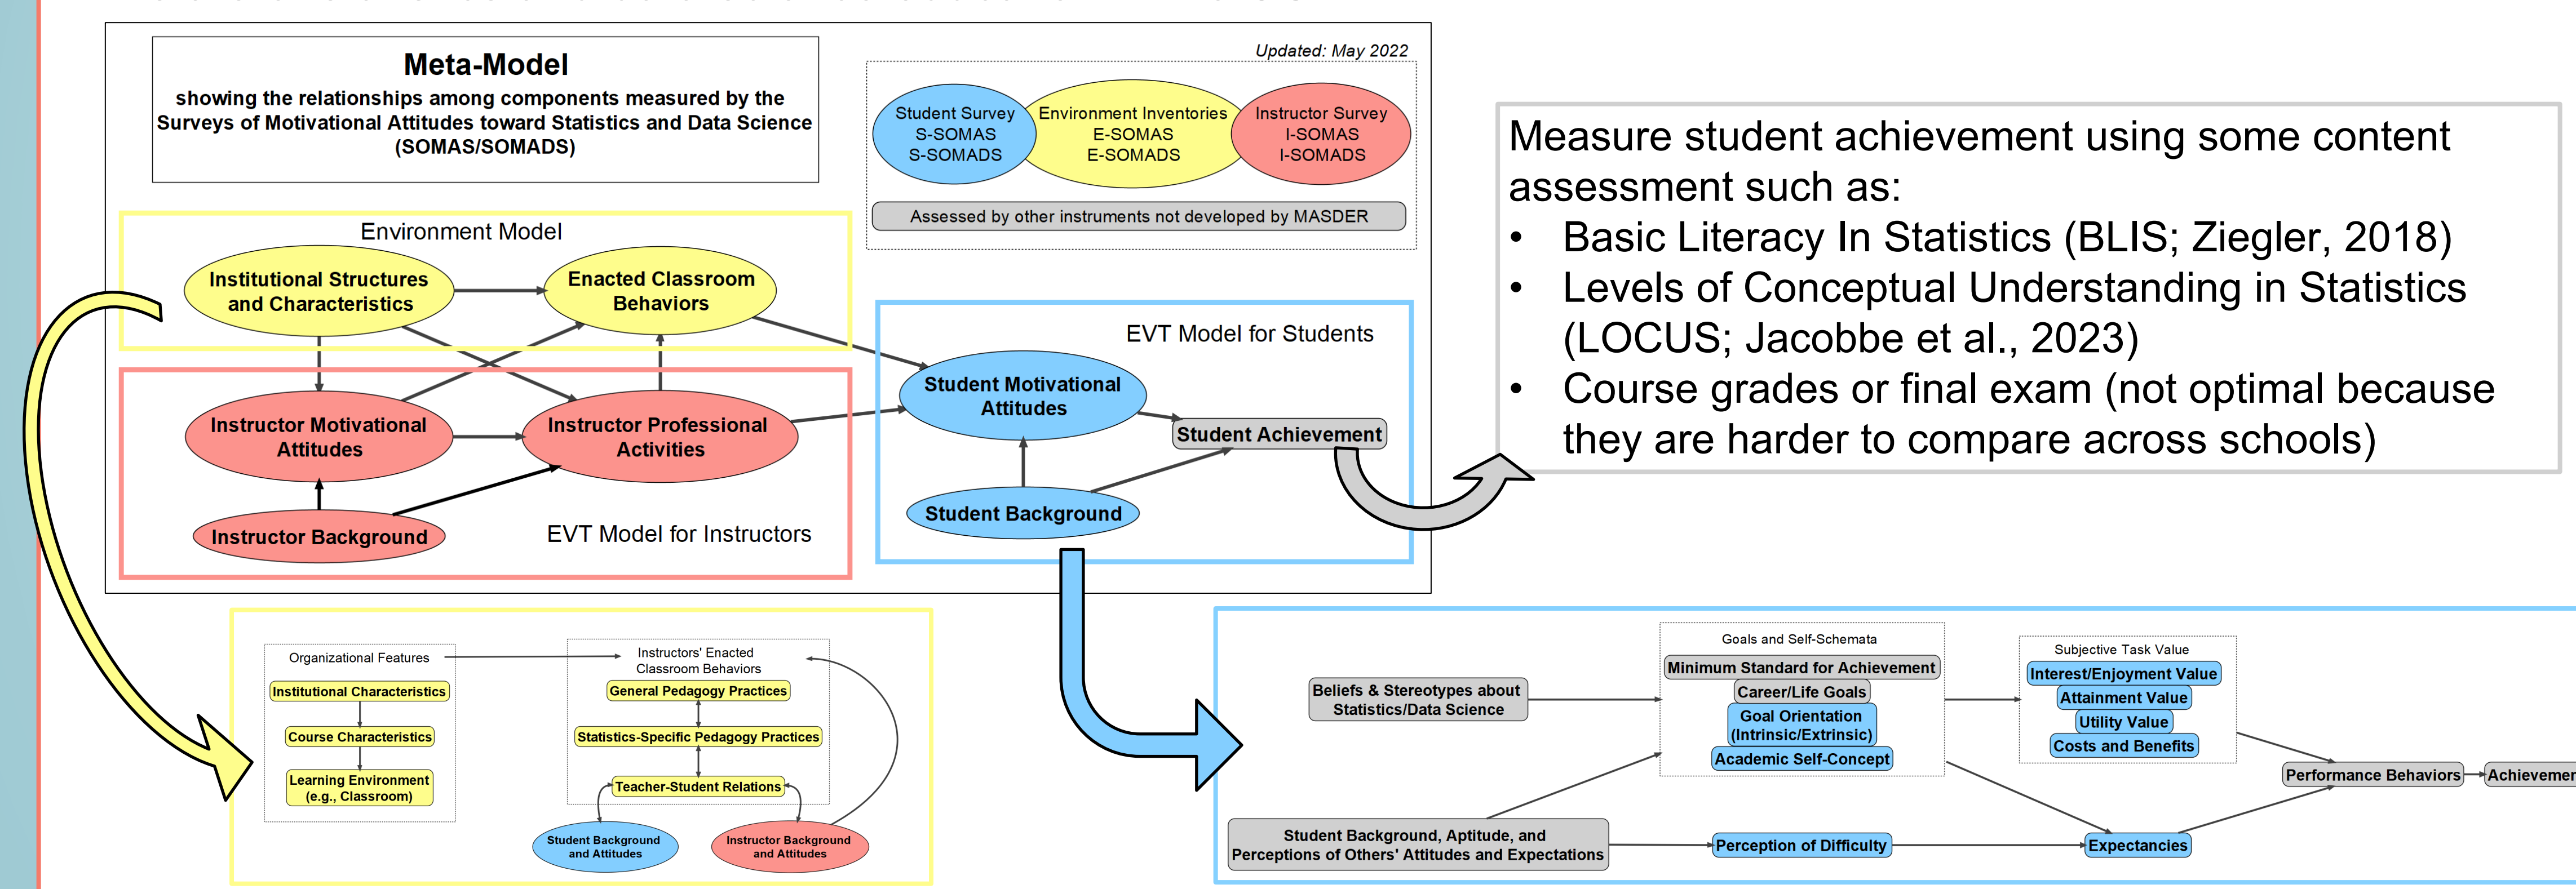 Meta-Model
showing the relationships among components measured by the
Surveys of Motivational Attitudes toward Statistics and Data Science
(SOMAS/SOMADS)
Updated: May 2022
Student Survey
S-SOMAS
S-SOMADS
Environment Inventories
E-SOMAS
E-SOMADS
Instructor Survey
I-SOMAS
I-SOMADS
Assessed by other instruments not developed by MASDER
Environment Model
Institutional Structures
and Characteristics
Enacted Classroom
Behaviors
Instructor Motivational
Attitudes
Instructor Professional
Activities
Instructor Background
EVT Model for Instructors
EVT Model for Students
Student Motivational
Attitudes
Student Achievement
Student Background
Measure student achievement using some content
assessment such as:
• Basic Literacy In Statistics (BLIS; Ziegler, 2018)
• Levels of Conceptual Understanding in Statistics
(LOCUS; Jacobbe et al., 2023)
• Course grades or final exam (not optimal because
they are harder to compare across schools)
Organizational Features
Institutional Characteristics
Course Characteristics
Learning Environment
(e.g., Classroom)
Instructors' Enacted
Classroom Behaviors
General Pedagogy Practices
Statistics-Specific Pedagogy Practices
Teacher-Student Relations
Student Background
and Attitudes
Instructor Background
and Attitudes
Beliefs & Stereotypes about
Statistics/Data Science
Student Background, Aptitude, and
Perceptions of Others' Attitudes and Expectations
Goals and Self-Schemata
Minimum Standard for Achievement
Career/Life Goals
Goal Orientation
(Intrinsic/Extrinsic)
Academic Self-Concept
Perception of Difficulty
Subjective Task Value
Interest/Enjoyment Value
Attainment Value
Utility Value
Costs and Benefits
Expectancies
Performance Behaviors